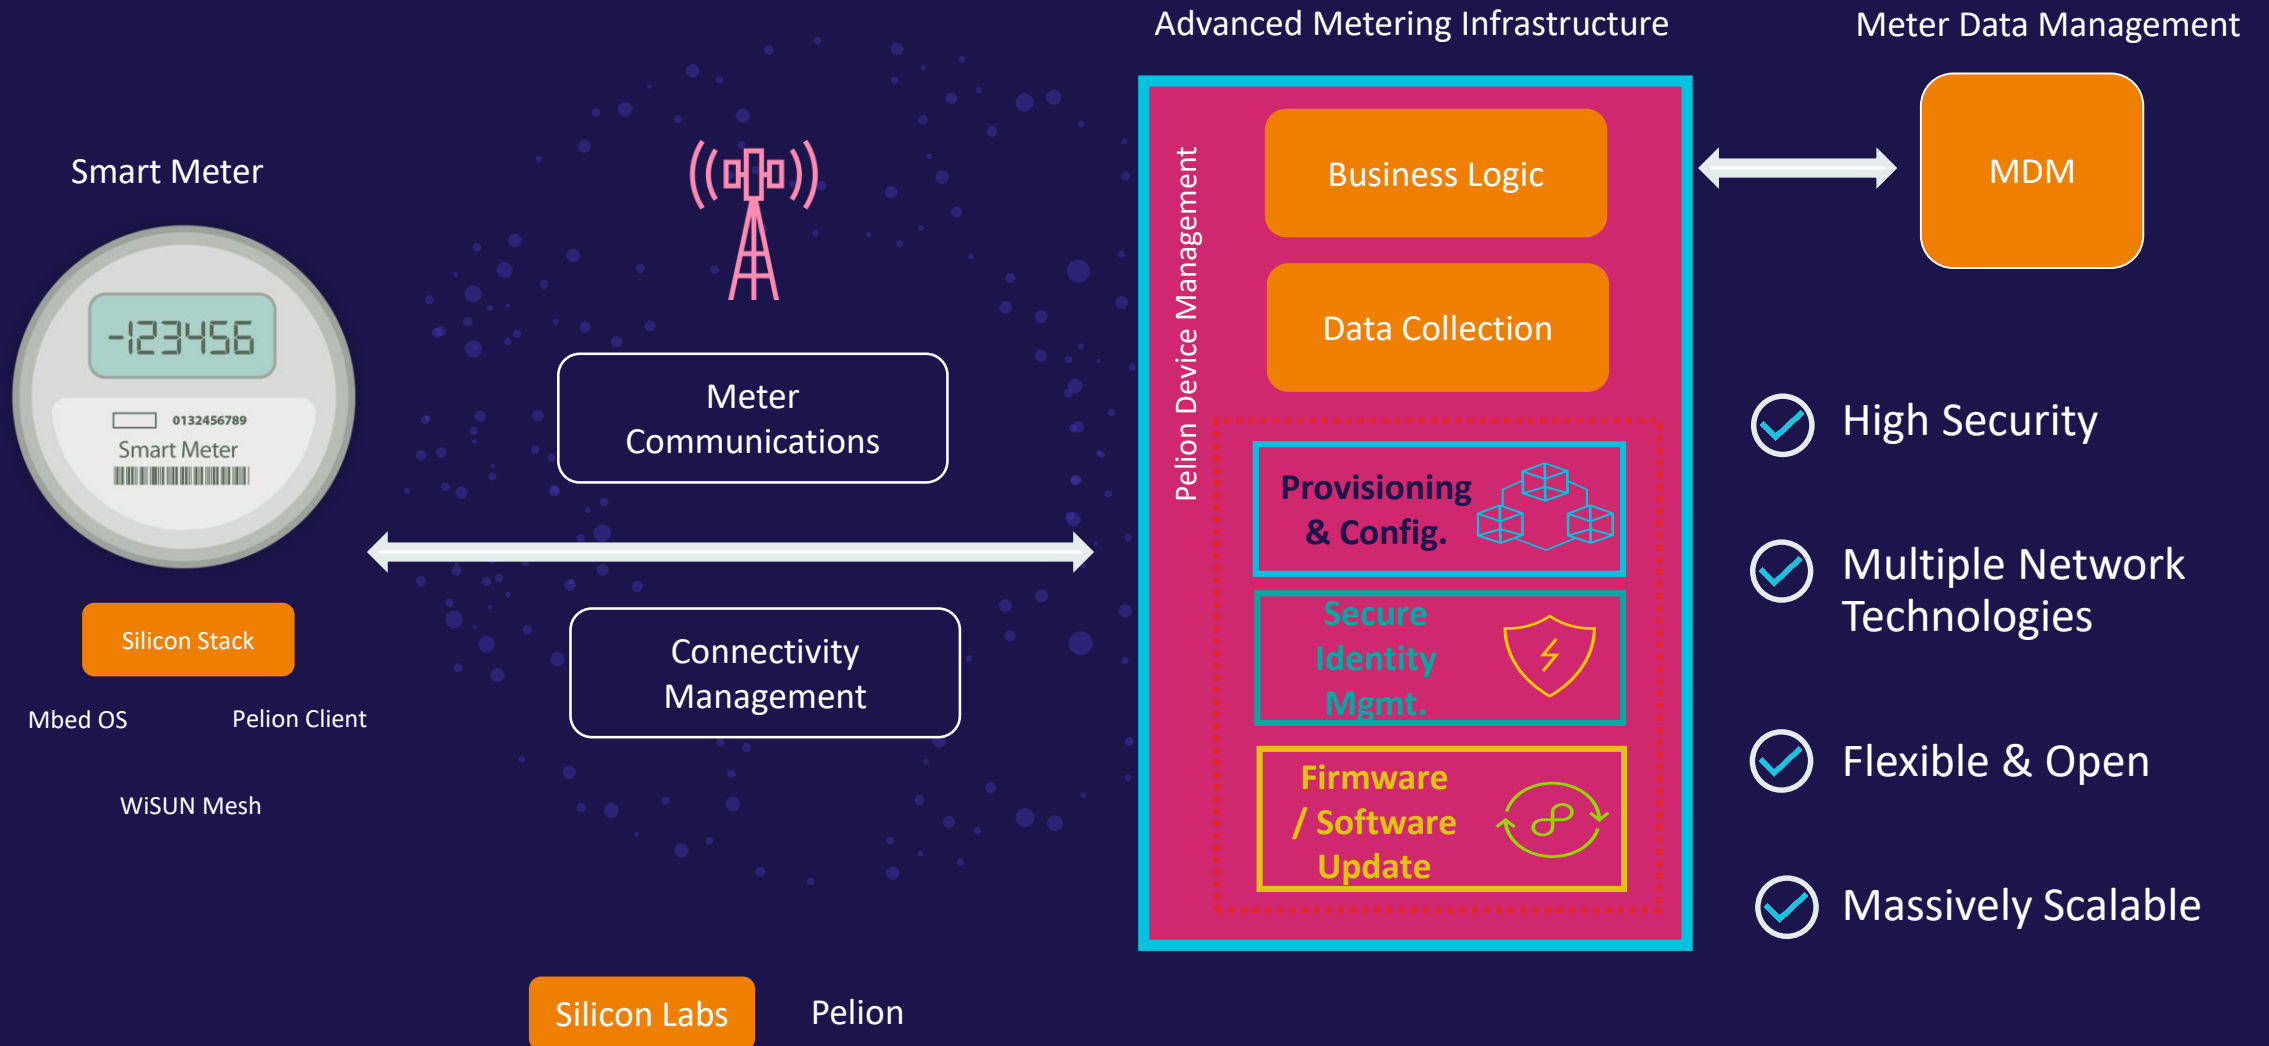 Advanced Metering Infrastructure
Meter Data Management
Smart Meter
-123456
0132456789
Smart Meter
Silicon Stack
Mbed OS
Pelion Client
WiSUN Mesh
Meter
Communications
Connectivity
Management
Pelion Device Management
Business Logic
Data Collection
Provisioning
& Config.
Secure
Identity
Mgmt.
Firmware
/ Software
Update
MDM
High Security
Multiple Network
Technologies
Flexible & Open
Massively Scalable
Silicon Labs
Pelion